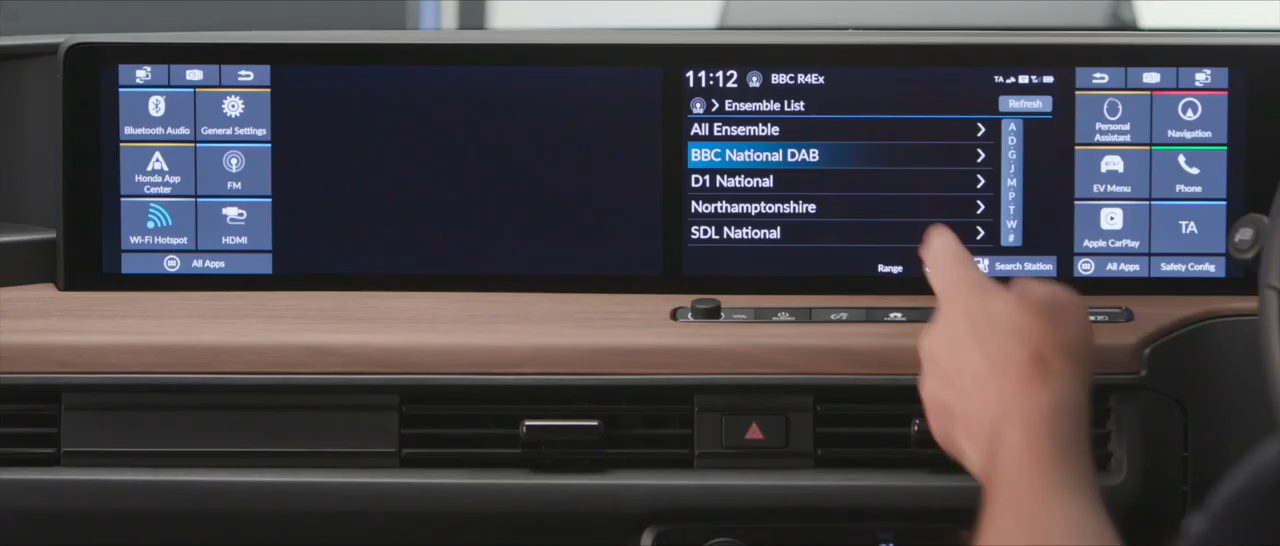 Bluetooth Audio
General Settings
Honda App
Center
FM
Wi-Fi Hotspot
HDMI
All Apps
11:12
BBC R4Ex
TA
Ensemble List
Refresh
All Ensemble
BBC National DAB
D1 National
Northamptonshire
SDL National
A
D
G
J
M
P
T
W
#
Range
Search Station
Personal
Assistant
Navigation
EV Menu
Phone
Apple CarPlay
TA
All Apps
Safety Config
VOL